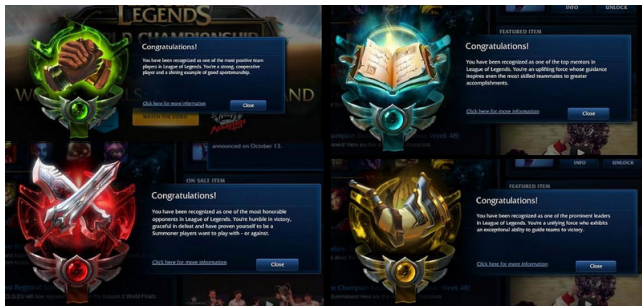 LEGENDS
Congratulations!
You have been recognized as one of the most positive team
players in League of Legends. You're a strong, cooperative
player and a shining example of good sportsmanship.
Click here for more information
Close
WATCH THE VIDEO
INFO
UNLOCK
FEATURED ITEM
Congratulations!
You have been recognized as one of the top mentors in
League of Legends. You're an uplifting force whose guidance
inspires even the most skilled teammates to greater
accomplishments.
Click here for more information
Close
announced on October 13.
ON SALE ITEM
Congratulations!
You have been recognized as one of the most honorable
opponents in League of Legends. You're humble in victory,
graceful in defeat and have proven yourself to be a
Summoner players want to play with - or against.
Click here for more information
Close
INFO
UNLOCK
FEATURED ITEM
Congratulations!
You have been recognized as one of the prominent leaders
in League of Legends. You're a unifying force who exhibits
an exceptional ability to guide teams to victory.
Click here for more information
Close